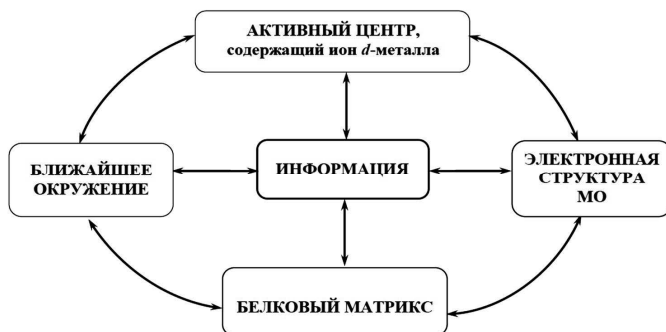 АКТИВНЫЙ ЦЕНТР,
содержащий ион d-металла
БЛИЖАЙШЕЕ
ОКРУЖЕНИЕ
ИНФОРМАЦИЯ
ЭЛЕКТРОННАЯ
СТРУКТУРА
МО
БЕЛКОВЫЙ МАТРИКС